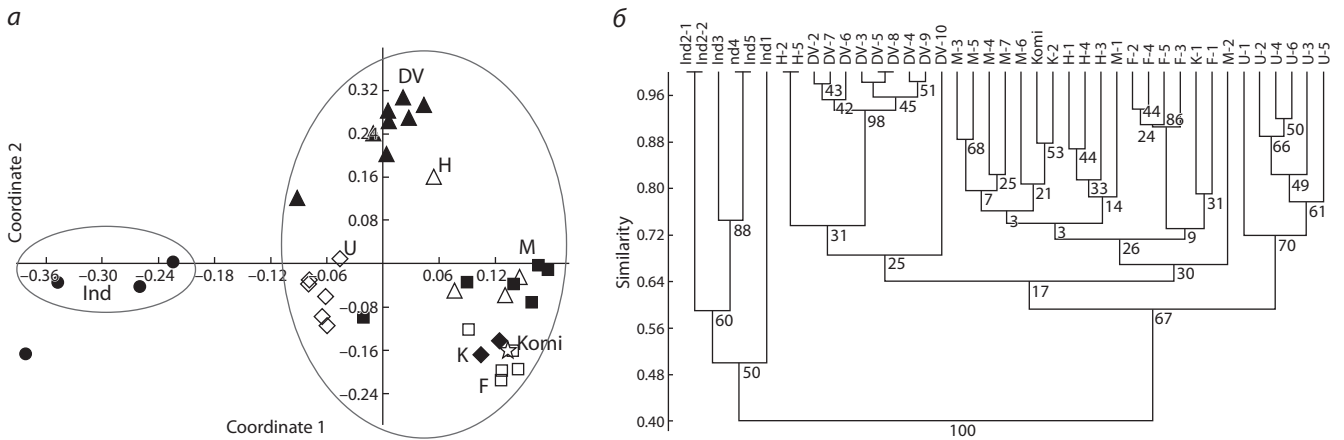 а
Coordinate 2
0.32
0.24
0.16
0.08
−0.08
−0.16
−0.24
−0.36 −0.30 −0.24 −0.18 −0.12 −0.06 0.06 0.12
DV
H
U
M
Ind
K
Komi
F
Coordinate 1
б
Ind2-1
Ind2-2
Ind3
nd4
Ind5
Ind1
H-2
H-5
DV-2
DV-7
DV-6
DV-3
DV-5
DV-8
DV-4
DV-9
DV-10
M-3
M-5
M-4
M-7
M-6
Komi
K-2
H-1
H-4
H-3
M-1
F-2
F-4
F-5
F-3
K-1
F-1
M-2
U-1
U-2
U-4
U-6
U-3
U-5
Similarity
0.96
0.88
0.80
0.72
0.64
0.56
0.48
0.40
43
51
42
45
98
44
86
24
50
68
53
44
66
25
21
33
49
88
7
14
31
61
3
31
3
9
26
70
25
30
17
60
67
50
100